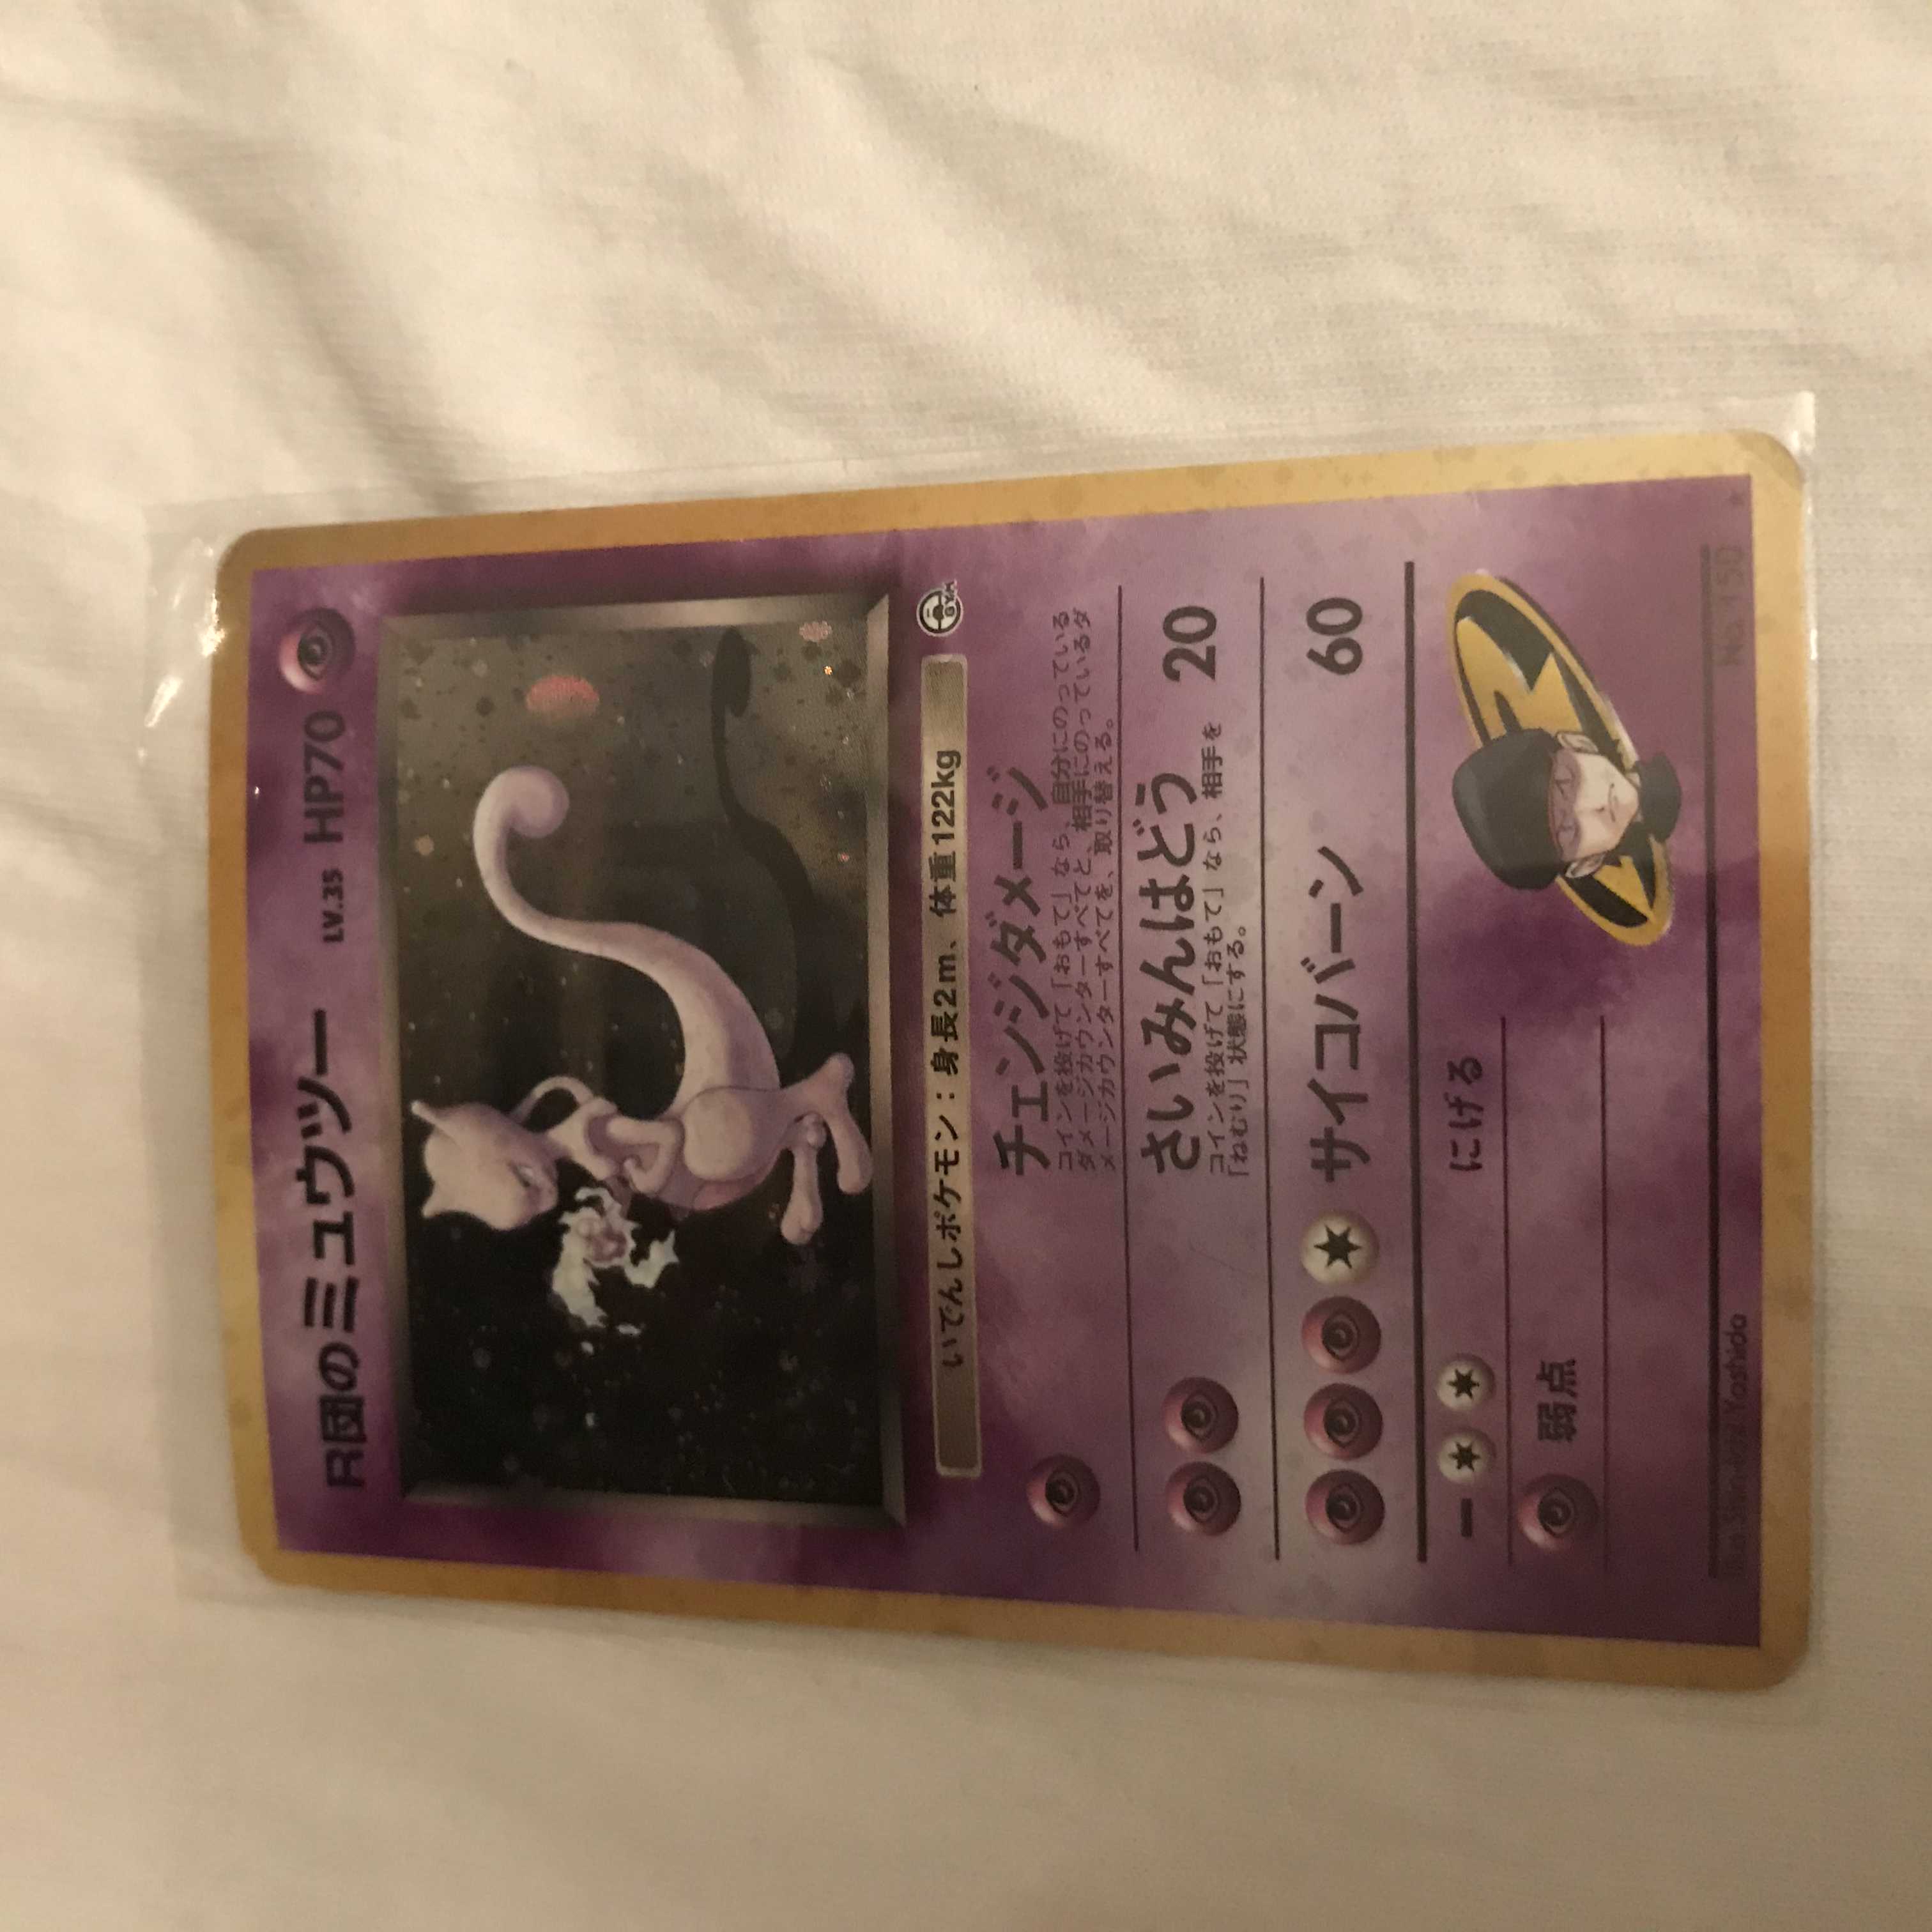 R団のミュウツー LV.35 HP70
いでんしポケモン：身長2m、体重122kg
GYM
チェンジダメージ
コインを投げて「おもて」なら、自分にのっている
ダメージカウンターすべてと、相手にのっているダ
メージカウンターすべてを、取り替える。
さいみんはどう 20
コインを投げて「おもて」なら、相手を
「ねむり」状態にする。
サイコバーン 60
ー にげる
弱点
R
Yoshida No.150